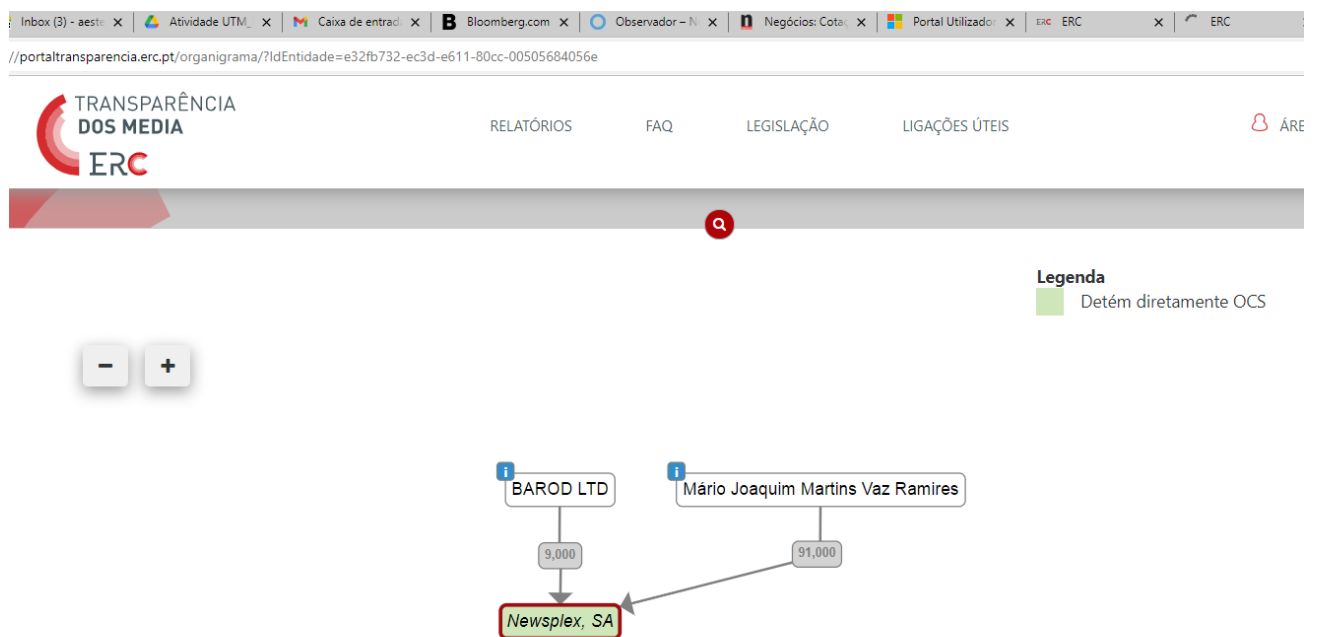 Inbox (3) - aeste
Atividade UTM_
Caixa de entrada
Bloomberg.com
Observador – N
Negócios: Cotaç
Portal Utilizador
ERC ERC
ERC
//portaltransparencia.erc.pt/organigrama/?IdEntidade=e32fb732-ec3d-e611-80cc-00505684056e
TRANSPARÊNCIA
DOS MEDIA
ERC
RELATÓRIOS
FAQ
LEGISLAÇÃO
LIGAÇÕES ÚTEIS
ÁRE
Legenda
Detém diretamente OCS
− +
BAROD LTD
Mário Joaquim Martins Vaz Ramires
9,000
91,000
Newsplex, SA